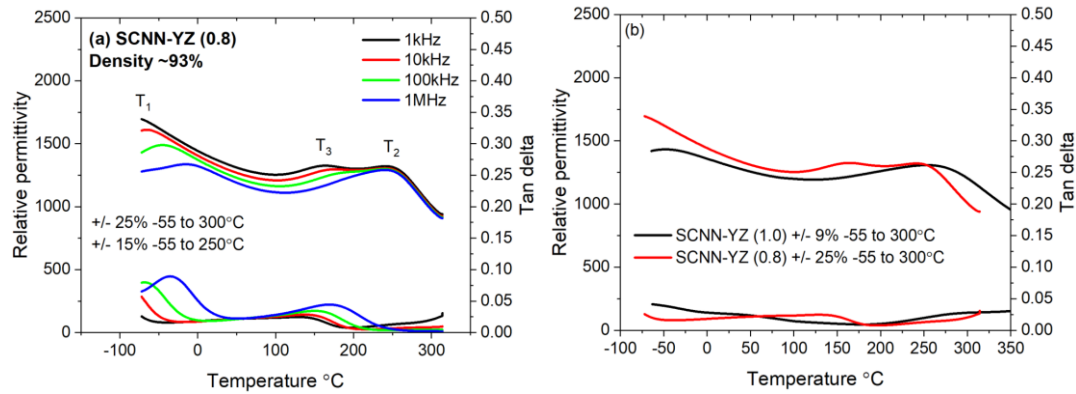 (a) SCNN-YZ (0.8)
Density ~93%
1kHz
10kHz
100kHz
1MHz
T1
T3
T2
+/- 25% -55 to 300°C
+/- 15% -55 to 250°C
2500
2000
1500
1000
500
0
Relative permittivity
0.50
0.45
0.40
0.35
0.30
0.25
0.20
0.15
0.10
0.05
0.00
Tan delta
-100 0 100 200 300
Temperature °C
(b)
SCNN-YZ (1.0) +/- 9% -55 to 300°C
SCNN-YZ (0.8) +/- 25% -55 to 300°C
2500
2000
1500
1000
500
0
Relative permittivity
0.50
0.45
0.40
0.35
0.30
0.25
0.20
0.15
0.10
0.05
0.00
Tan delta
-100 -50 0 50 100 150 200 250 300 350
Temperature °C